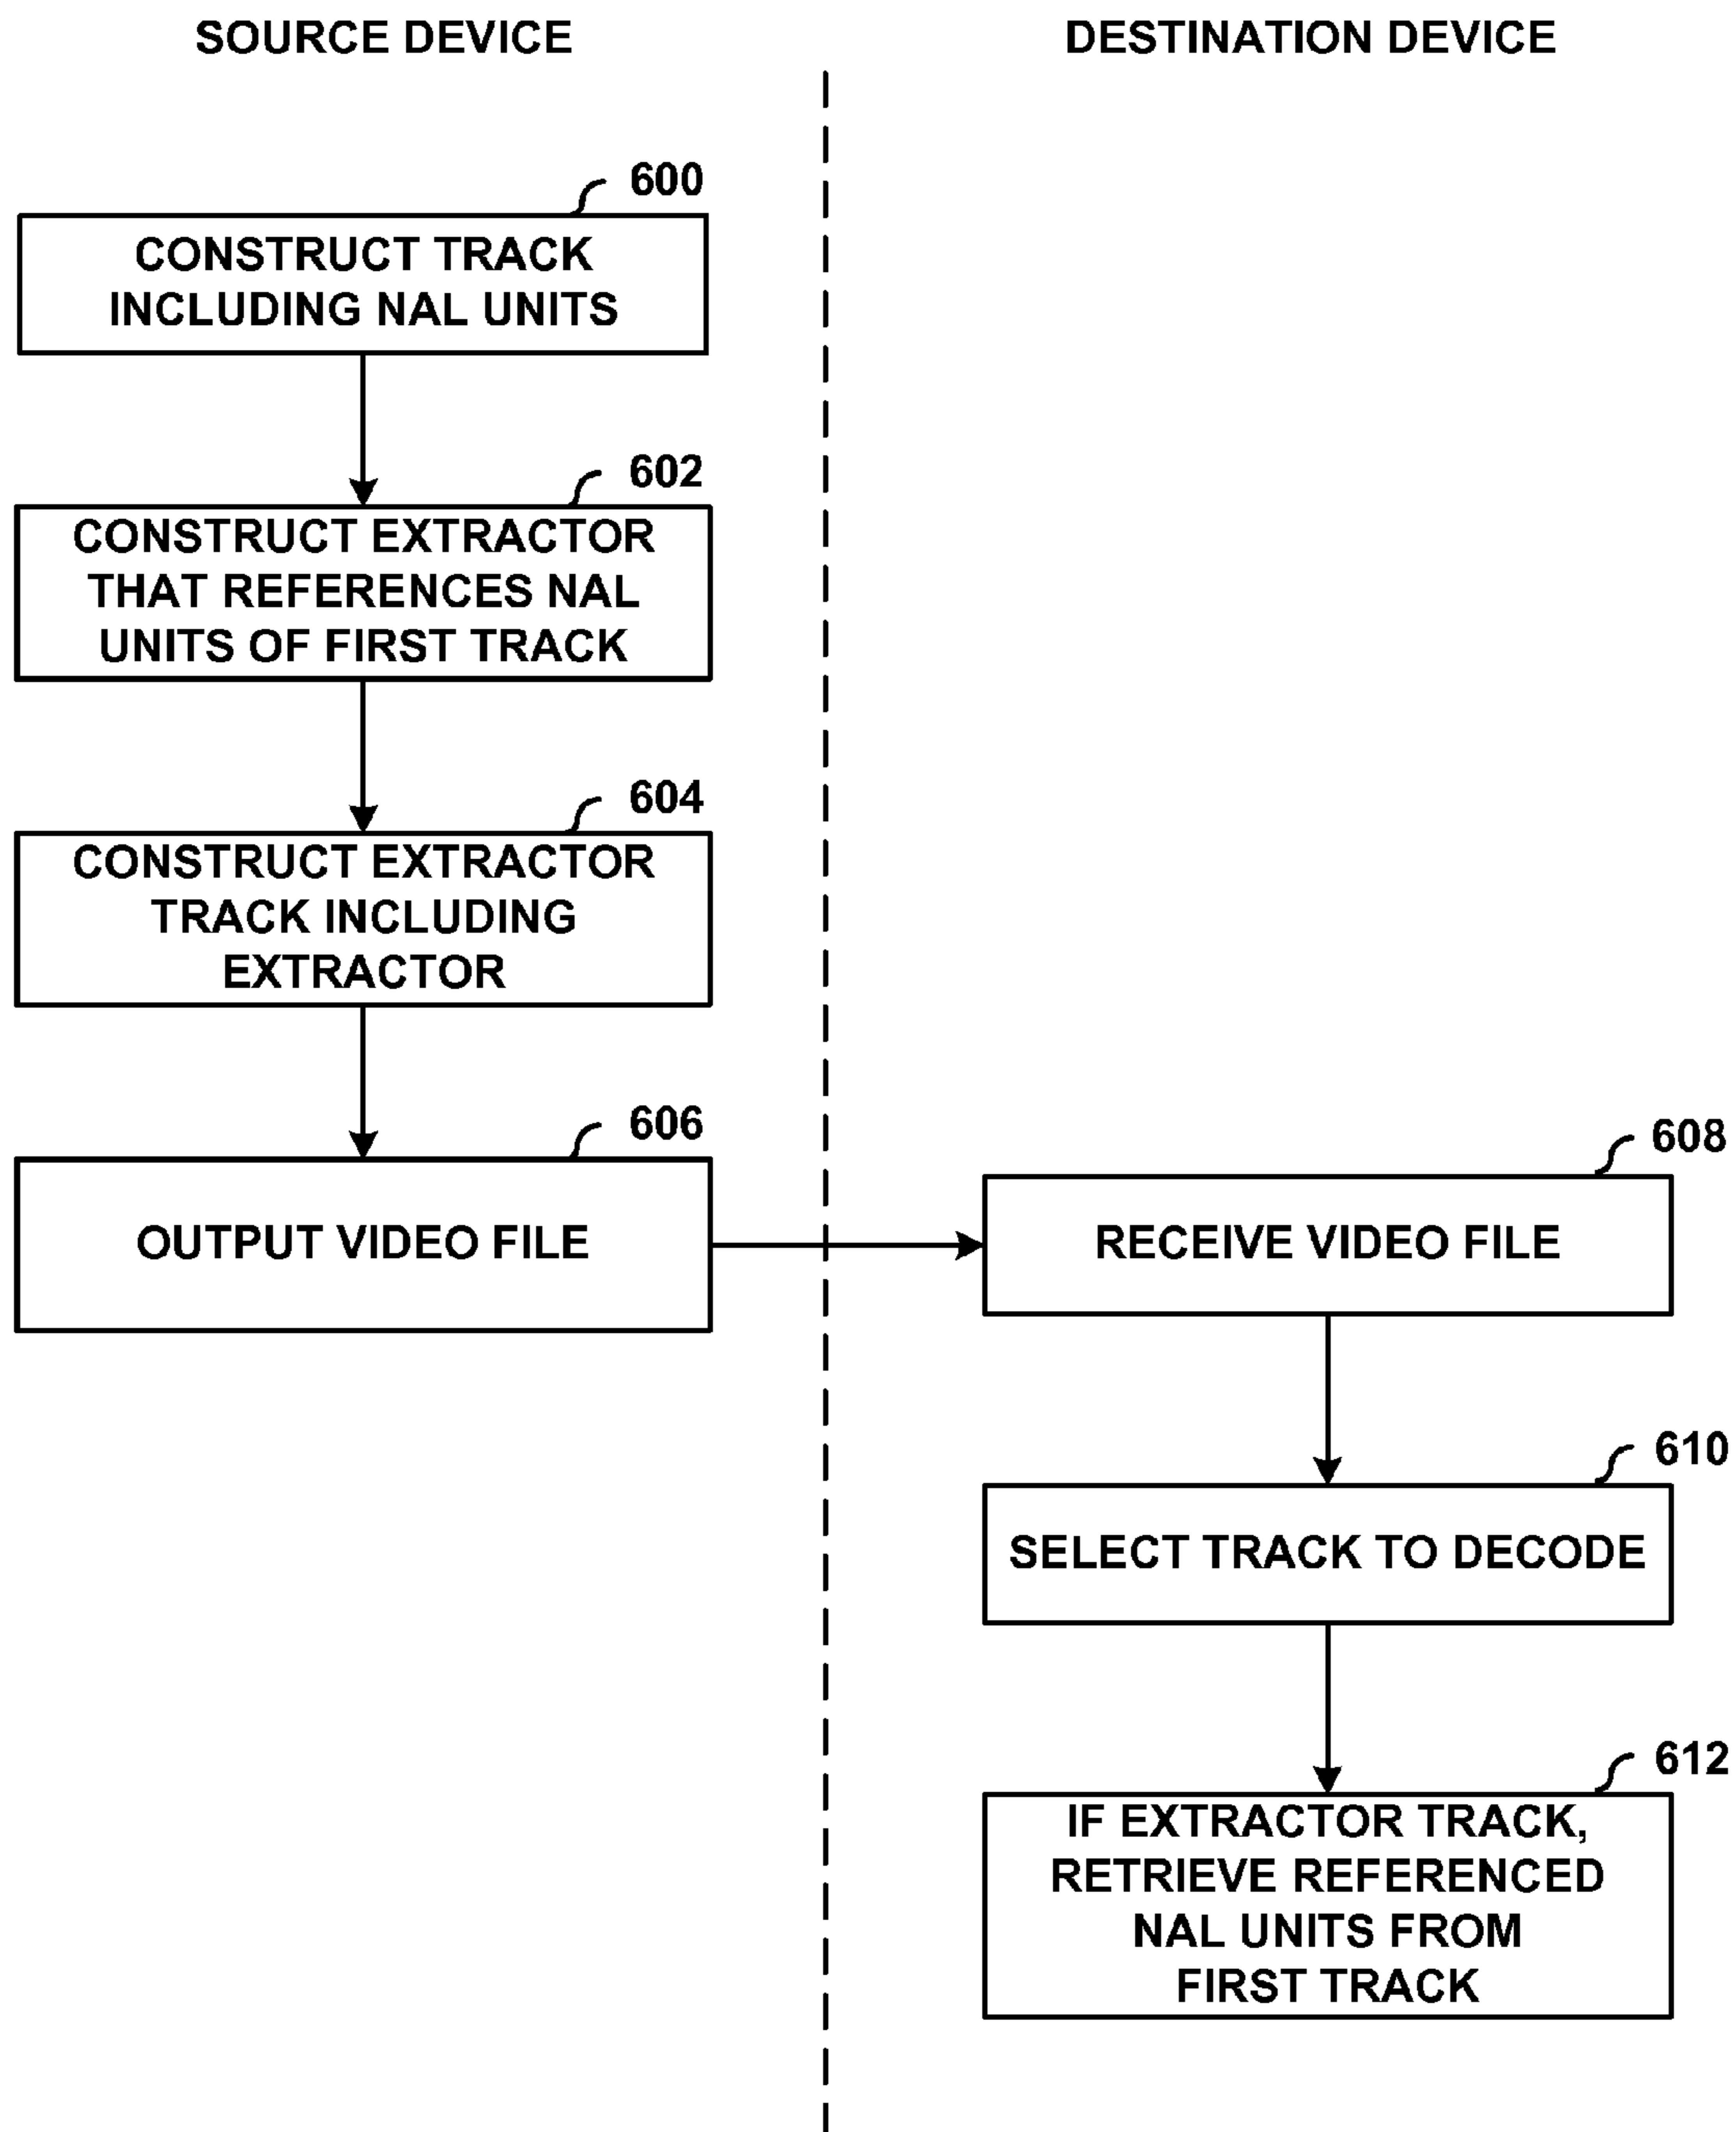 SOURCE DEVICE
DESTINATION DEVICE
600
CONSTRUCT TRACK
INCLUDING NAL UNITS
602
CONSTRUCT EXTRACTOR
THAT REFERENCES NAL
UNITS OF FIRST TRACK
604
CONSTRUCT EXTRACTOR
TRACK INCLUDING
EXTRACTOR
606
OUTPUT VIDEO FILE
608
RECEIVE VIDEO FILE
610
SELECT TRACK TO DECODE
612
IF EXTRACTOR TRACK,
RETRIEVE REFERENCED
NAL UNITS FROM
FIRST TRACK